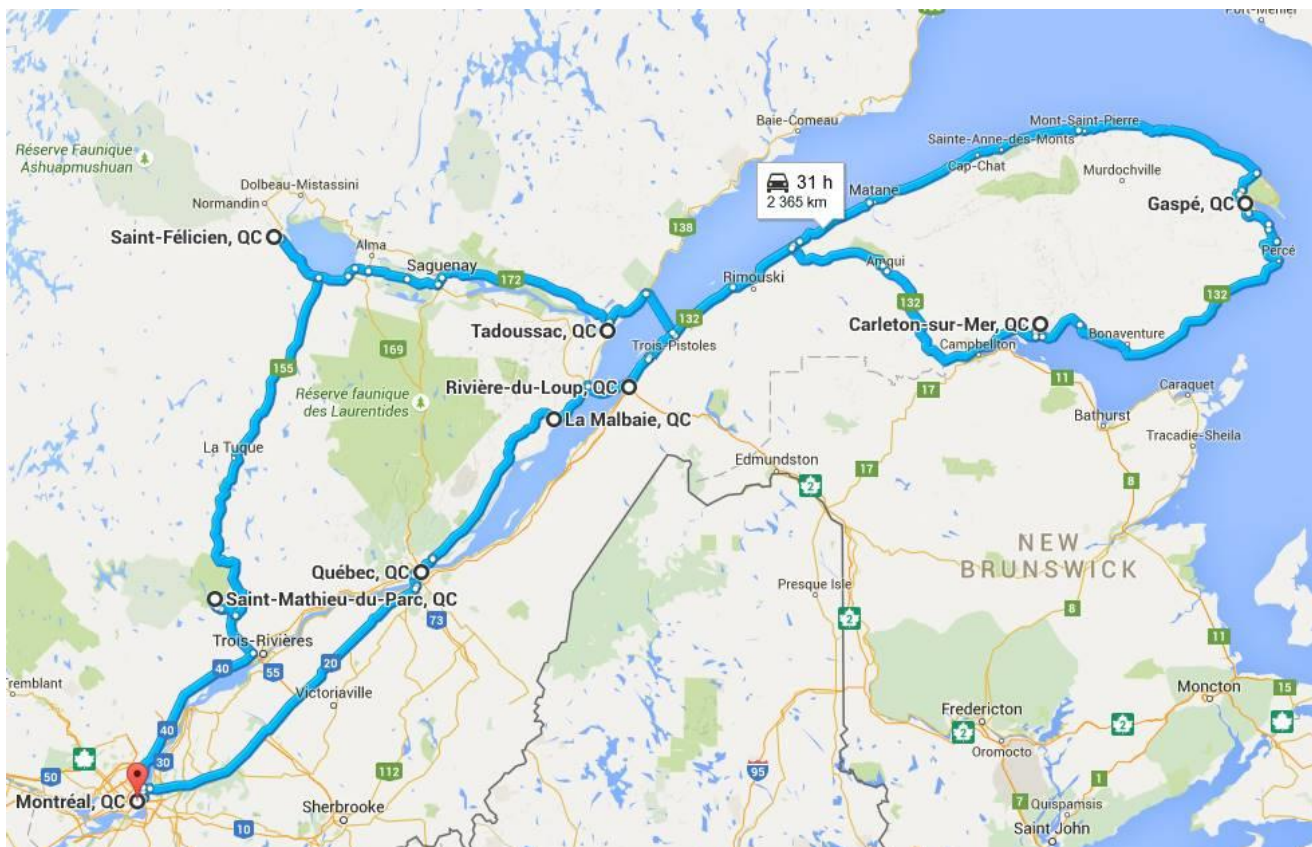 Port-Menier
Baie-Comeau
Mont-Saint-Pierre
Sainte-Anne-des-Monts
Cap-Chat
Murdochville
Réserve Faunique
Ashuapmushuan
Dolbeau-Mistassini
Normandin
31 h
2 365 km
Matane
Gaspé, QC
138
Saint-Félicien, QC
Alma
Saguenay
172
132
Percé
Rimouski
Amqui
132
132
Tadoussac, QC
Trois-Pistoles
132
Carleton-sur-Mer, QC
Campbellton
Bonaventure
155
169
Rivière-du-Loup, QC
17
11
Caraquet
Réserve faunique
des Laurentides
La Malbaie, QC
Bathurst
Tracadie-Sheila
La Tuque
Edmundston
17
2
8
NEW
BRUNSWICK
Québec, QC
Presque Isle
Saint-Mathieu-du-Parc, QC
73
2
8
11
Trois-Rivières
40
55
20
Victoriaville
Tremblant
Moncton
15
Fredericton
2
2
Oromocto
40
30
50
112
95
1
Montréal, QC
Sherbrooke
10
7
Quispamsis
Saint John